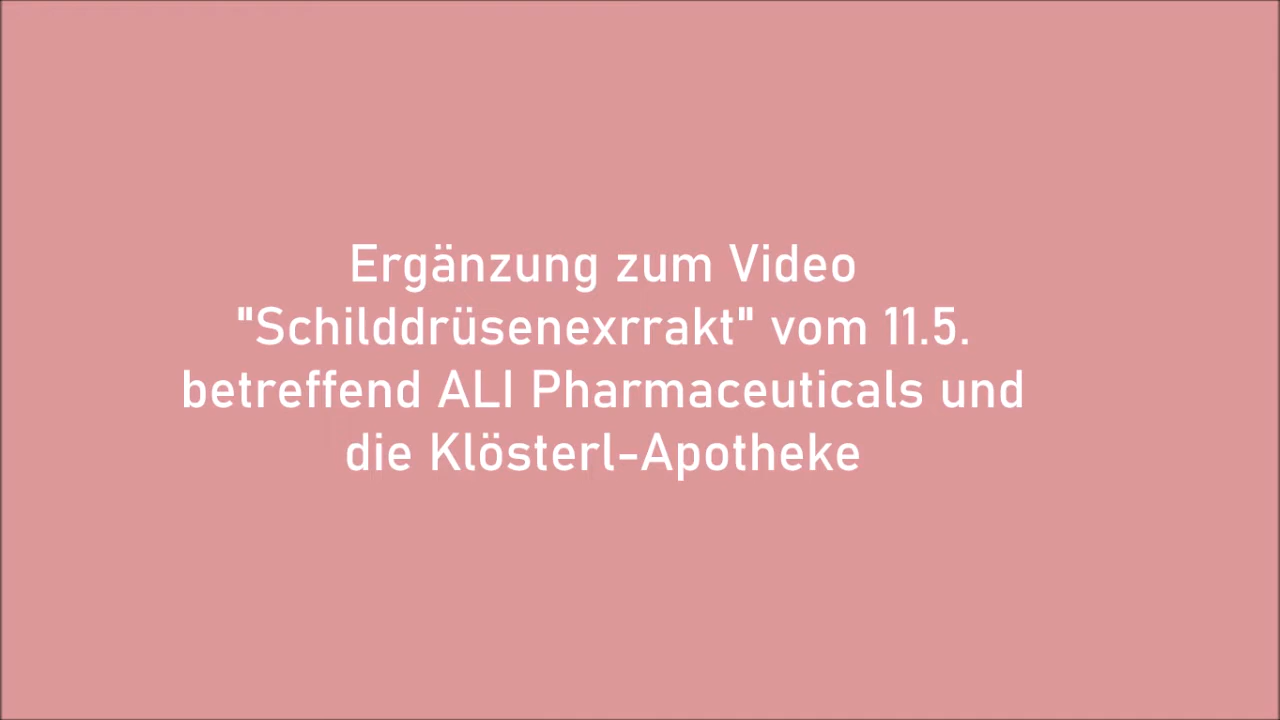 Ergänzung zum Video
"Schilddrüsenexrrakt" vom 11.5.
betreffend ALI Pharmaceuticals und
die Klösterl-Apotheke